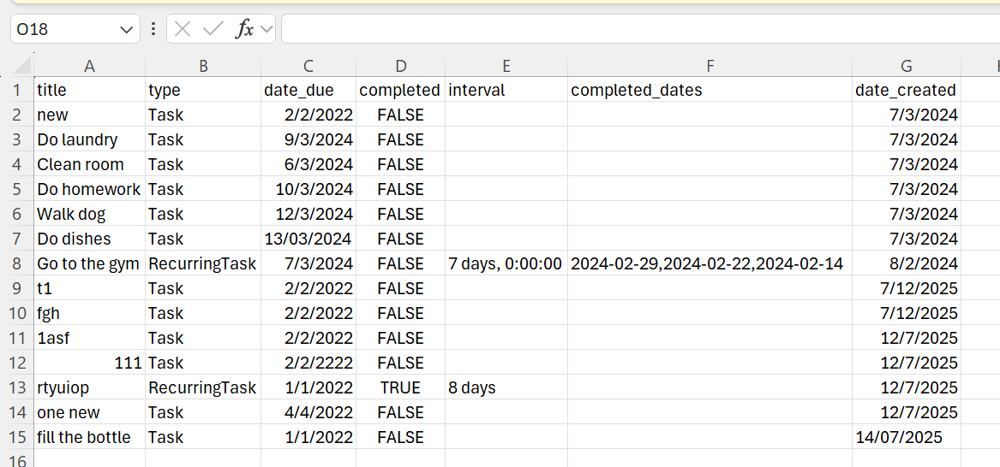 O18 fx
A B C D E F G
1 title type date_due completed interval completed_dates date_created
2 new Task 2/2/2022 FALSE 7/3/2024
3 Do laundry Task 9/3/2024 FALSE 7/3/2024
4 Clean room Task 6/3/2024 FALSE 7/3/2024
5 Do homework Task 10/3/2024 FALSE 7/3/2024
6 Walk dog Task 12/3/2024 FALSE 7/3/2024
7 Do dishes Task 13/03/2024 FALSE 7/3/2024
8 Go to the gym RecurringTask 7/3/2024 FALSE 7 days, 0:00:00 2024-02-29,2024-02-22,2024-02-14 8/2/2024
9 t1 Task 2/2/2022 FALSE 7/12/2025
10 fgh Task 2/2/2022 FALSE 7/12/2025
11 1asf Task 2/2/2022 FALSE 12/7/2025
12 111 Task 2/2/2222 FALSE 12/7/2025
13 rtyuiop RecurringTask 1/1/2022 TRUE 8 days 12/7/2025
14 one new Task 4/4/2022 FALSE 12/7/2025
15 fill the bottle Task 1/1/2022 FALSE 14/07/2025
16